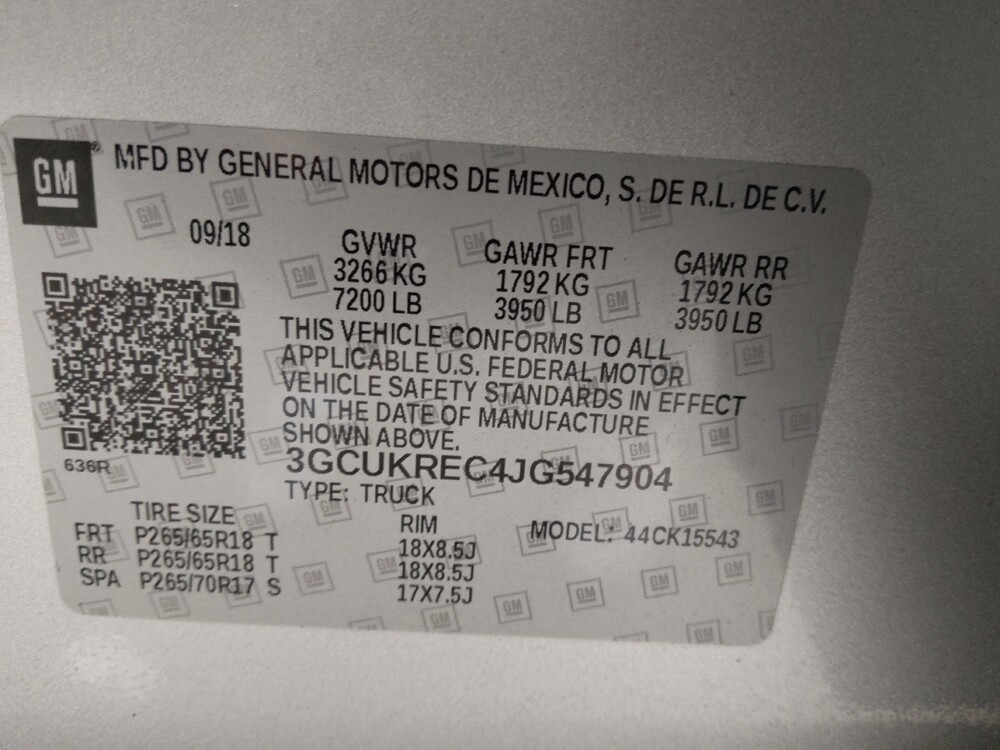 GM MFD BY GENERAL MOTORS DE MEXICO, S. DE R.L. DE C.V.
09/18 GVWR GAWR FRT GAWR RR
3266 KG 1792 KG 1792 KG
7200 LB 3950 LB 3950 LB
THIS VEHICLE CONFORMS TO ALL
APPLICABLE U.S. FEDERAL MOTOR
VEHICLE SAFETY STANDARDS IN EFFECT
ON THE DATE OF MANUFACTURE
SHOWN ABOVE.
636R
3GCUKREC4JG547904
TYPE: TRUCK
TIRE SIZE RIM MODEL: 44CK15543
FRT P265/65R18 T 18X8.5J
RR P265/65R18 T 18X8.5J
SPA P265/70R17 S 17X7.5J